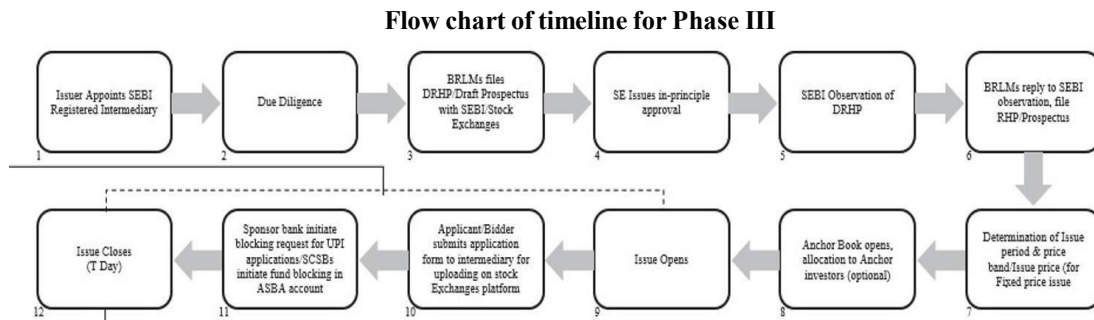 Flow chart of timeline for Phase III
Issuer Appoints SEBI
Registered Intermediary
1
Due Diligence
2
BRLMs files
DRHP/Draft Prospectus
with SEBI/Stock
Exchanges
3
SE Issues in-principle
approval
4
SEBI Observation of
DRHP
5
BRLMs reply to SEBI
observation, file
RHP/Prospectus
6
Determination of Issue
period & price
band/Issue price (for
Fixed price issue
7
Anchor Book opens,
allocation to Anchor
investors (optional)
8
Issue Opens
9
Applicant/Bidder
submits application
form to intermediary for
uploading on stock
Exchanges platform
10
Sponsor bank initiate
blocking request for UPI
applications/SCSBs
initiate fund blocking in
ASBA account
11
Issue Closes
(T Day)
12